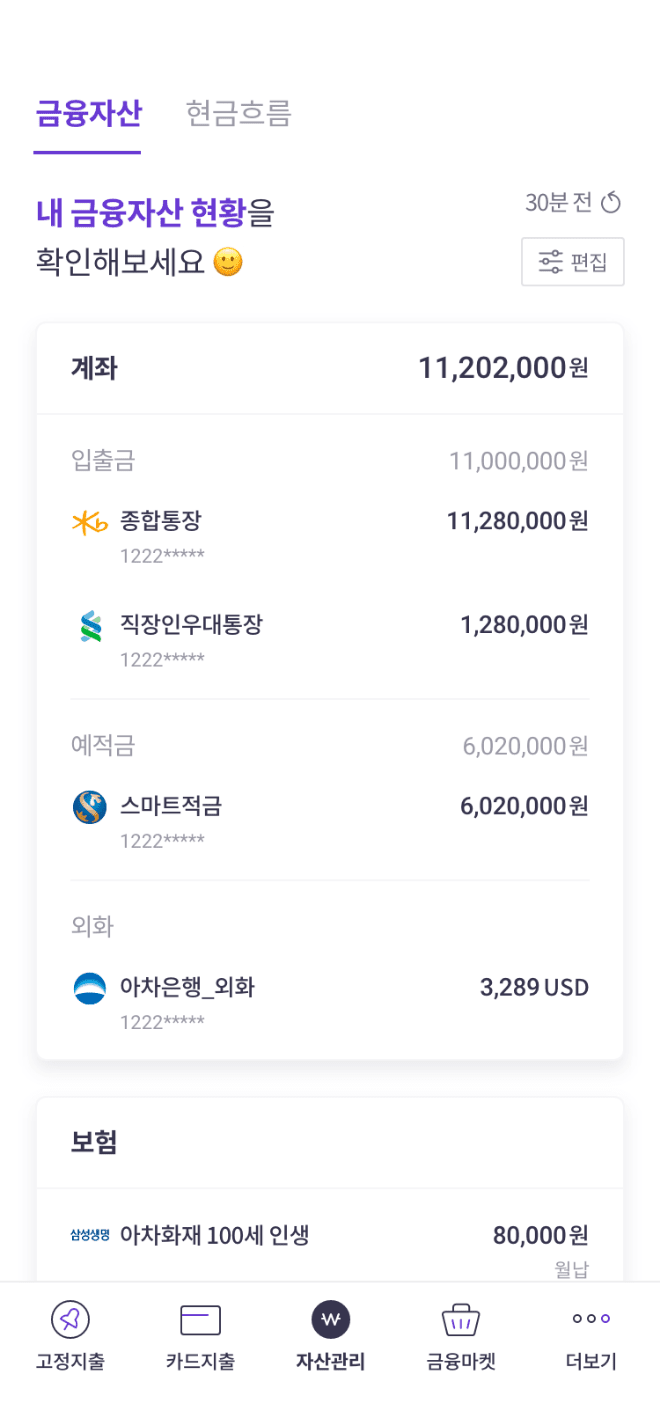 금융자산 현금흐름
내 금융자산 현황을
30분 전
확인해보세요
편집
계좌 11,202,000원
입출금 11,000,000원
종합통장 11,280,000원
1222*****
직장인우대통장 1,280,000원
1222*****
예적금 6,020,000원
스마트적금 6,020,000원
1222*****
외화
아차은행_외화 3,289 USD
1222*****
보험
삼성생명 아차화재 100세 인생 80,000원
월납
고정지출 카드지출 자산관리 금융마켓 더보기